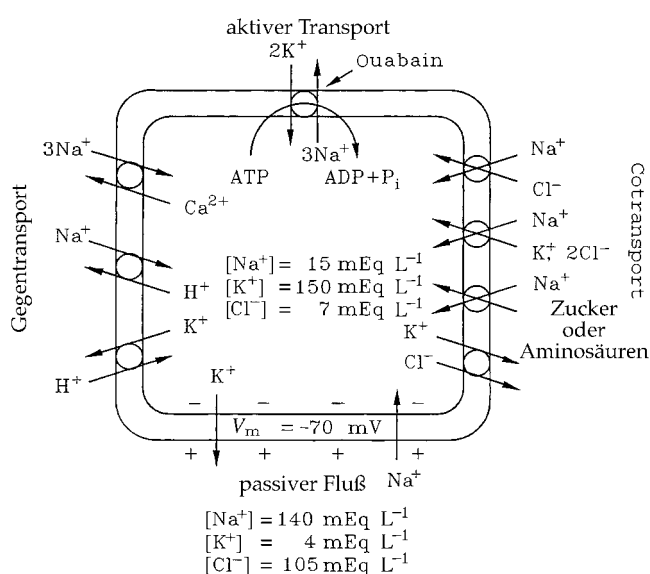 aktiver Transport
2K⁺
Ouabain
3Na⁺
ATP
ADP+Pᵢ
3Na⁺
Ca²⁺
Na⁺
H⁺
K⁺
H⁺
Gegentransport
Na⁺
Cl⁻
Na⁺
K⁺, 2Cl⁻
Na⁺
Zucker
oder
Aminosäuren
K⁺
Cl⁻
Cotransport
[Na⁺] = 15 mEq L⁻¹
[K⁺] = 150 mEq L⁻¹
[Cl⁻] = 7 mEq L⁻¹
K⁺
− − − −
Vₘ = -70 mV
+ + + +
passiver Fluß
Na⁺
[Na⁺] = 140 mEq L⁻¹
[K⁺] = 4 mEq L⁻¹
[Cl⁻] = 105 mEq L⁻¹